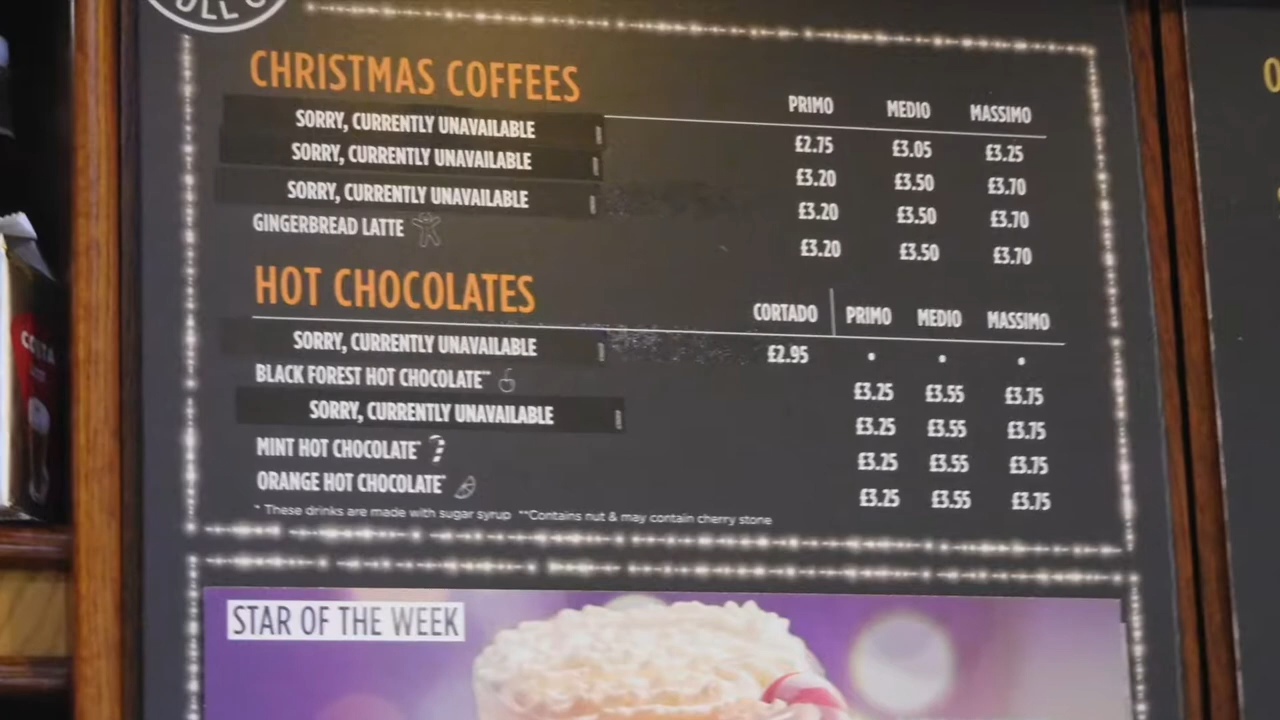 CHRISTMAS COFFEES
PRIMO MEDIO MASSIMO
SORRY, CURRENTLY UNAVAILABLE £2.75 £3.05 £3.25
SORRY, CURRENTLY UNAVAILABLE £3.20 £3.50 £3.70
SORRY, CURRENTLY UNAVAILABLE £3.20 £3.50 £3.70
GINGERBREAD LATTE £3.20 £3.50 £3.70
HOT CHOCOLATES
CORTADO PRIMO MEDIO MASSIMO
SORRY, CURRENTLY UNAVAILABLE £2.95 • • •
BLACK FOREST HOT CHOCOLATE** £3.25 £3.55 £3.75
SORRY, CURRENTLY UNAVAILABLE £3.25 £3.55 £3.75
MINT HOT CHOCOLATE* £3.25 £3.55 £3.75
ORANGE HOT CHOCOLATE* £3.25 £3.55 £3.75
* These drinks are made with sugar syrup **Contains nut & may contain cherry stone
STAR OF THE WEEK